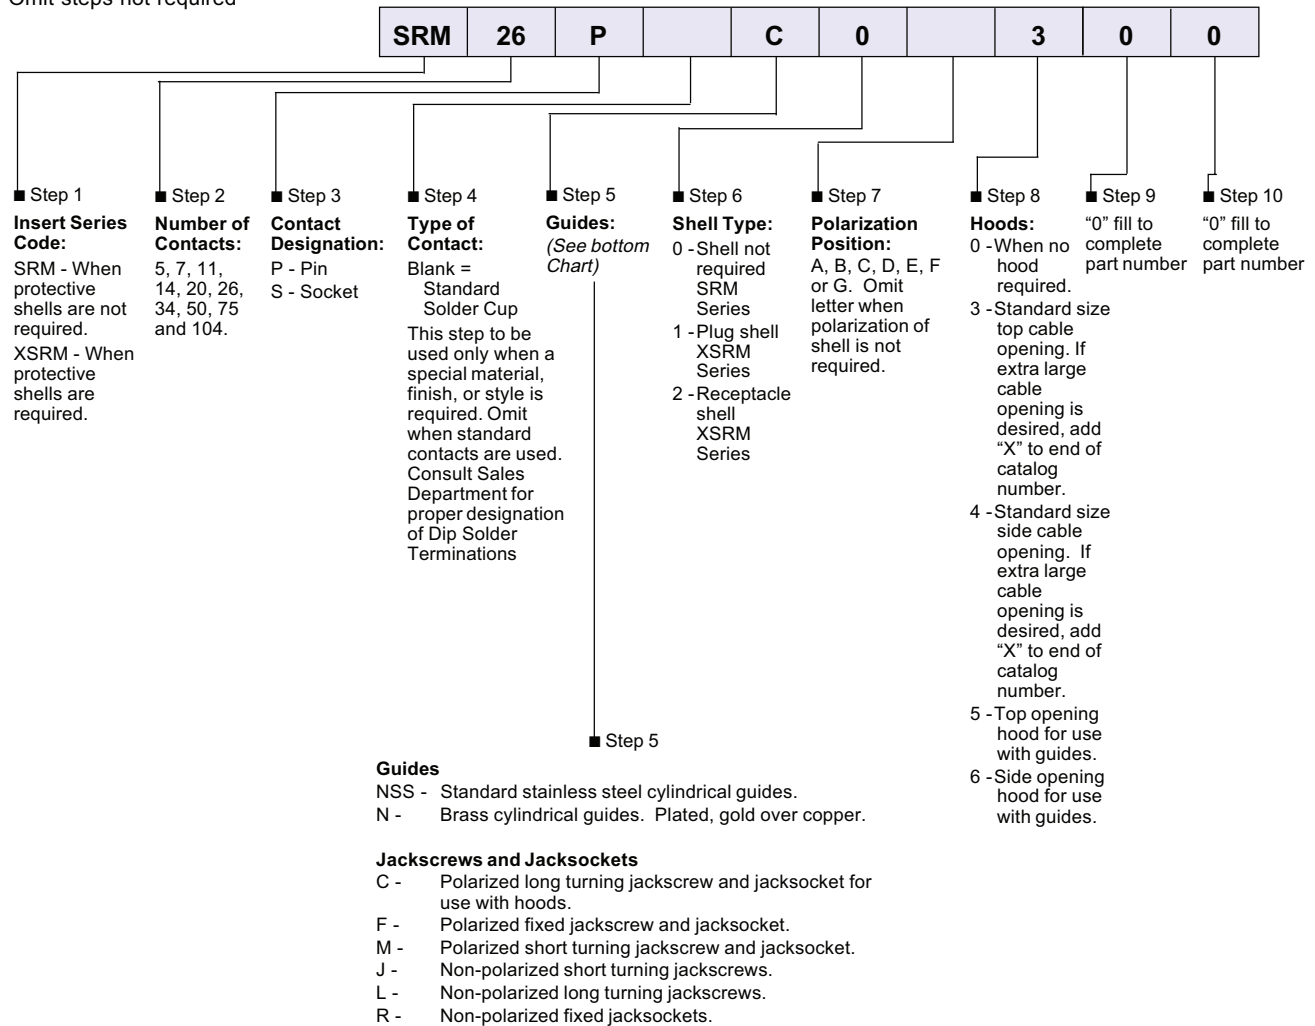 Omit steps not required
SRM 26 P C 0 3 0 0
■ Step 1
Insert Series
Code:
SRM - When
protective
shells are not
required.
XSRM - When
protective
shells are
required.
■ Step 2
Number of
Contacts:
5, 7, 11,
14, 20, 26,
34, 50, 75
and 104.
■ Step 3
Contact
Designation:
P - Pin
S - Socket
■ Step 4
Type of
Contact:
Blank =
Standard
Solder Cup
This step to be
used only when a
special material,
finish, or style is
required. Omit
when standard
contacts are used.
Consult Sales
Department for
proper designation
of Dip Solder
Terminations
■ Step 5
Guides:
(See bottom
Chart)
■ Step 6
Shell Type:
0 - Shell not
required
SRM
Series
1 - Plug shell
XSRM
Series
2 - Receptacle
shell
XSRM
Series
■ Step 7
Polarization
Position:
A, B, C, D, E, F
or G. Omit
letter when
polarization of
shell is not
required.
■ Step 8
Hoods:
0 - When no
hood
required.
3 - Standard size
top cable
opening. If
extra large
cable
opening is
desired, add
“X” to end of
catalog
number.
4 - Standard size
side cable
opening. If
extra large
cable
opening is
desired, add
“X” to end of
catalog
number.
5 - Top opening
hood for use
with guides.
6 - Side opening
hood for use
with guides.
■ Step 9
“0” fill to
complete
part number
■ Step 10
“0” fill to
complete
part number
■ Step 5
Guides
NSS - Standard stainless steel cylindrical guides.
N - Brass cylindrical guides. Plated, gold over copper.
Jackscrews and Jacksockets
C - Polarized long turning jackscrew and jacksocket for
use with hoods.
F - Polarized fixed jackscrew and jacksocket.
M - Polarized short turning jackscrew and jacksocket.
J - Non-polarized short turning jackscrews.
L - Non-polarized long turning jackscrews.
R - Non-polarized fixed jacksockets.